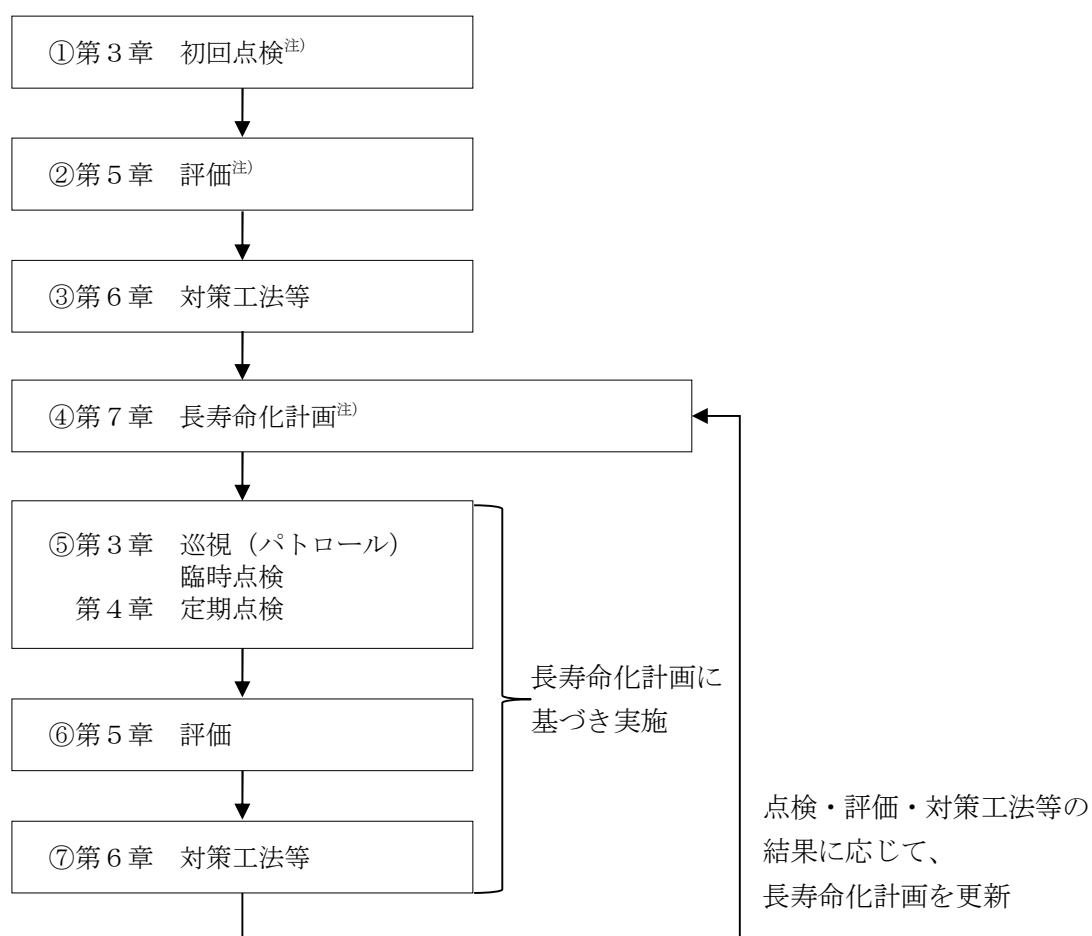 ①第３章　初回点検注)
②第５章　評価注)
③第６章　対策工法等
④第７章　長寿命化計画注)
⑤第３章　巡視（パトロール）
臨時点検
第４章　定期点検
長寿命化計画に
基づき実施
⑥第５章　評価
⑦第６章　対策工法等
点検・評価・対策工法等の
結果に応じて、
長寿命化計画を更新